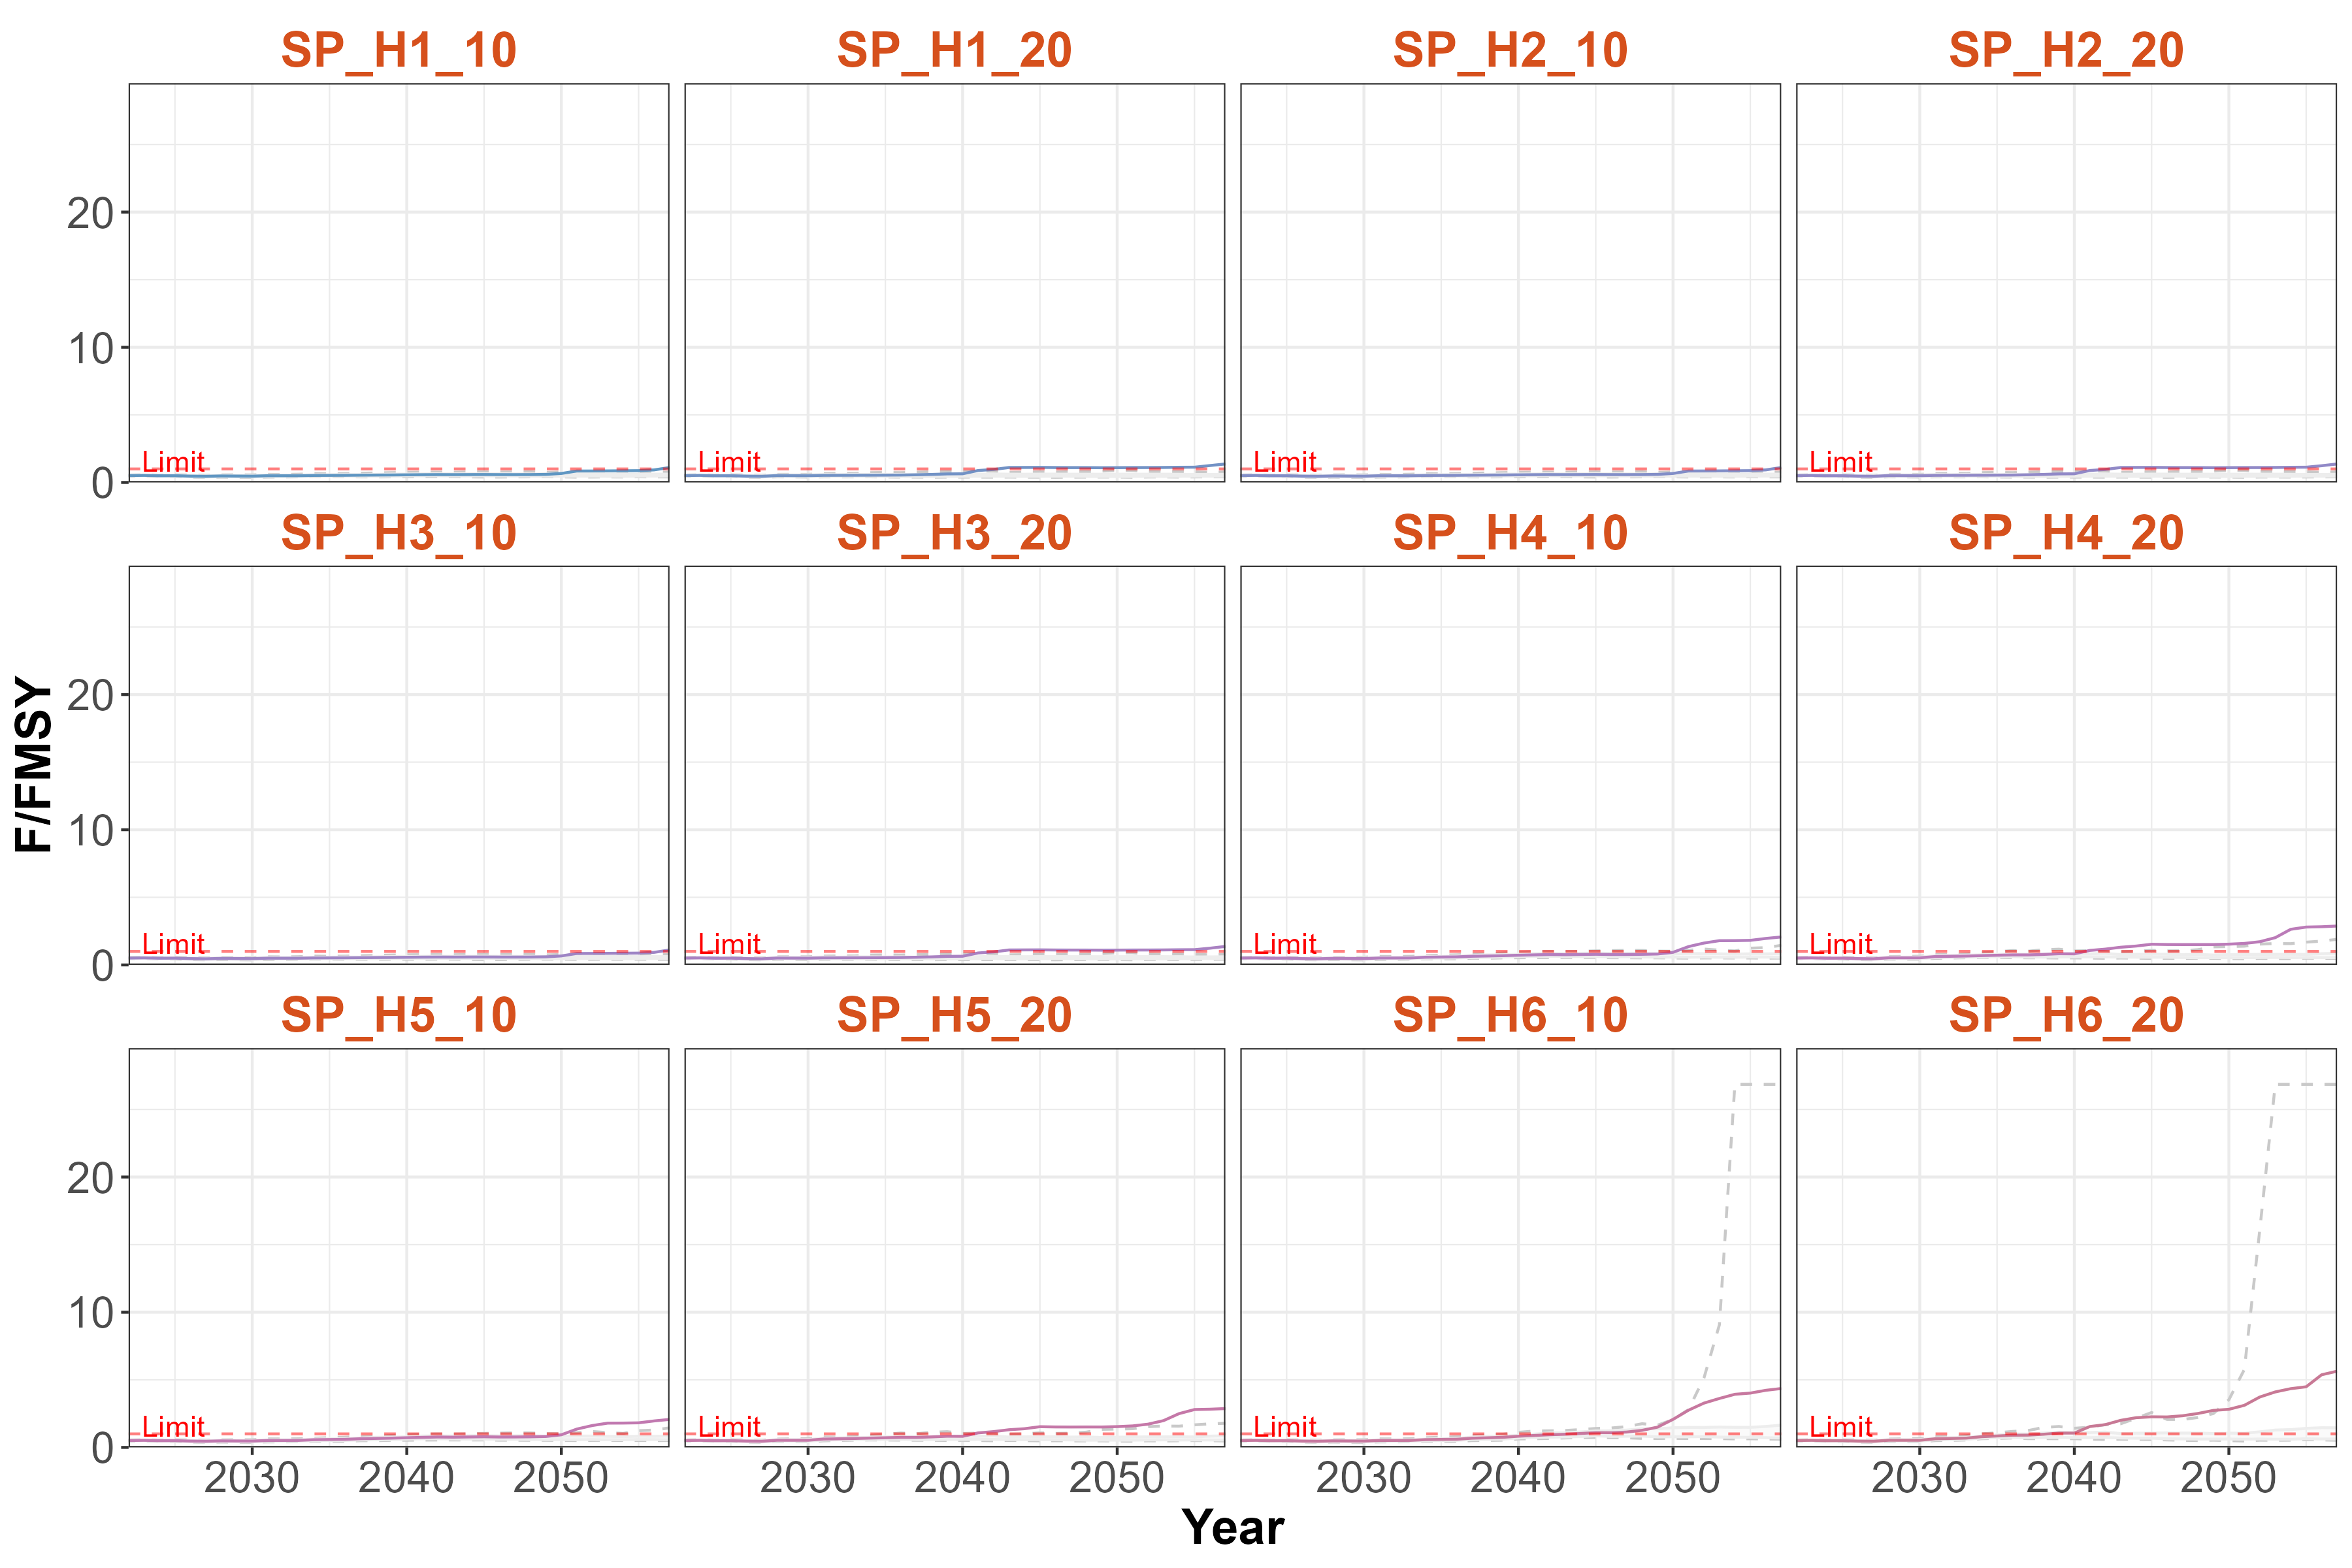 SP_H1_10 SP_H1_20 SP_H2_10 SP_H2_20
20
10
Limit Limit Limit Limit
0
SP_H3_10 SP_H3_20 SP_H4_10 SP_H4_20
F/FMSY
20
10
Limit Limit Limit Limit
0
SP_H5_10 SP_H5_20 SP_H6_10 SP_H6_20
20
10
Limit Limit Limit Limit
0
2030 2040 2050 2030 2040 2050 2030 2040 2050 2030 2040 2050
Year